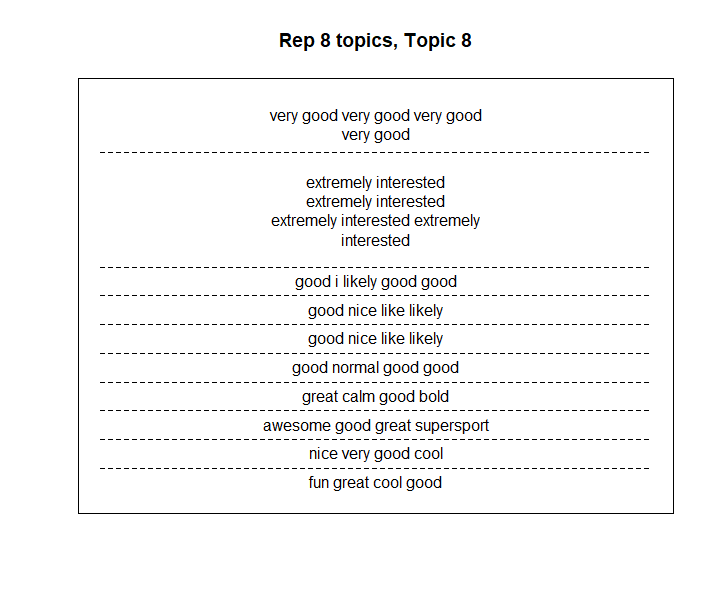 Rep 8 topics, Topic 8
very good very good very good
very good
extremely interested
extremely interested
extremely interested extremely
interested
good i likely good good
good nice like likely
good nice like likely
good normal good good
great calm good bold
awesome good great supersport
nice very good cool
fun great cool good